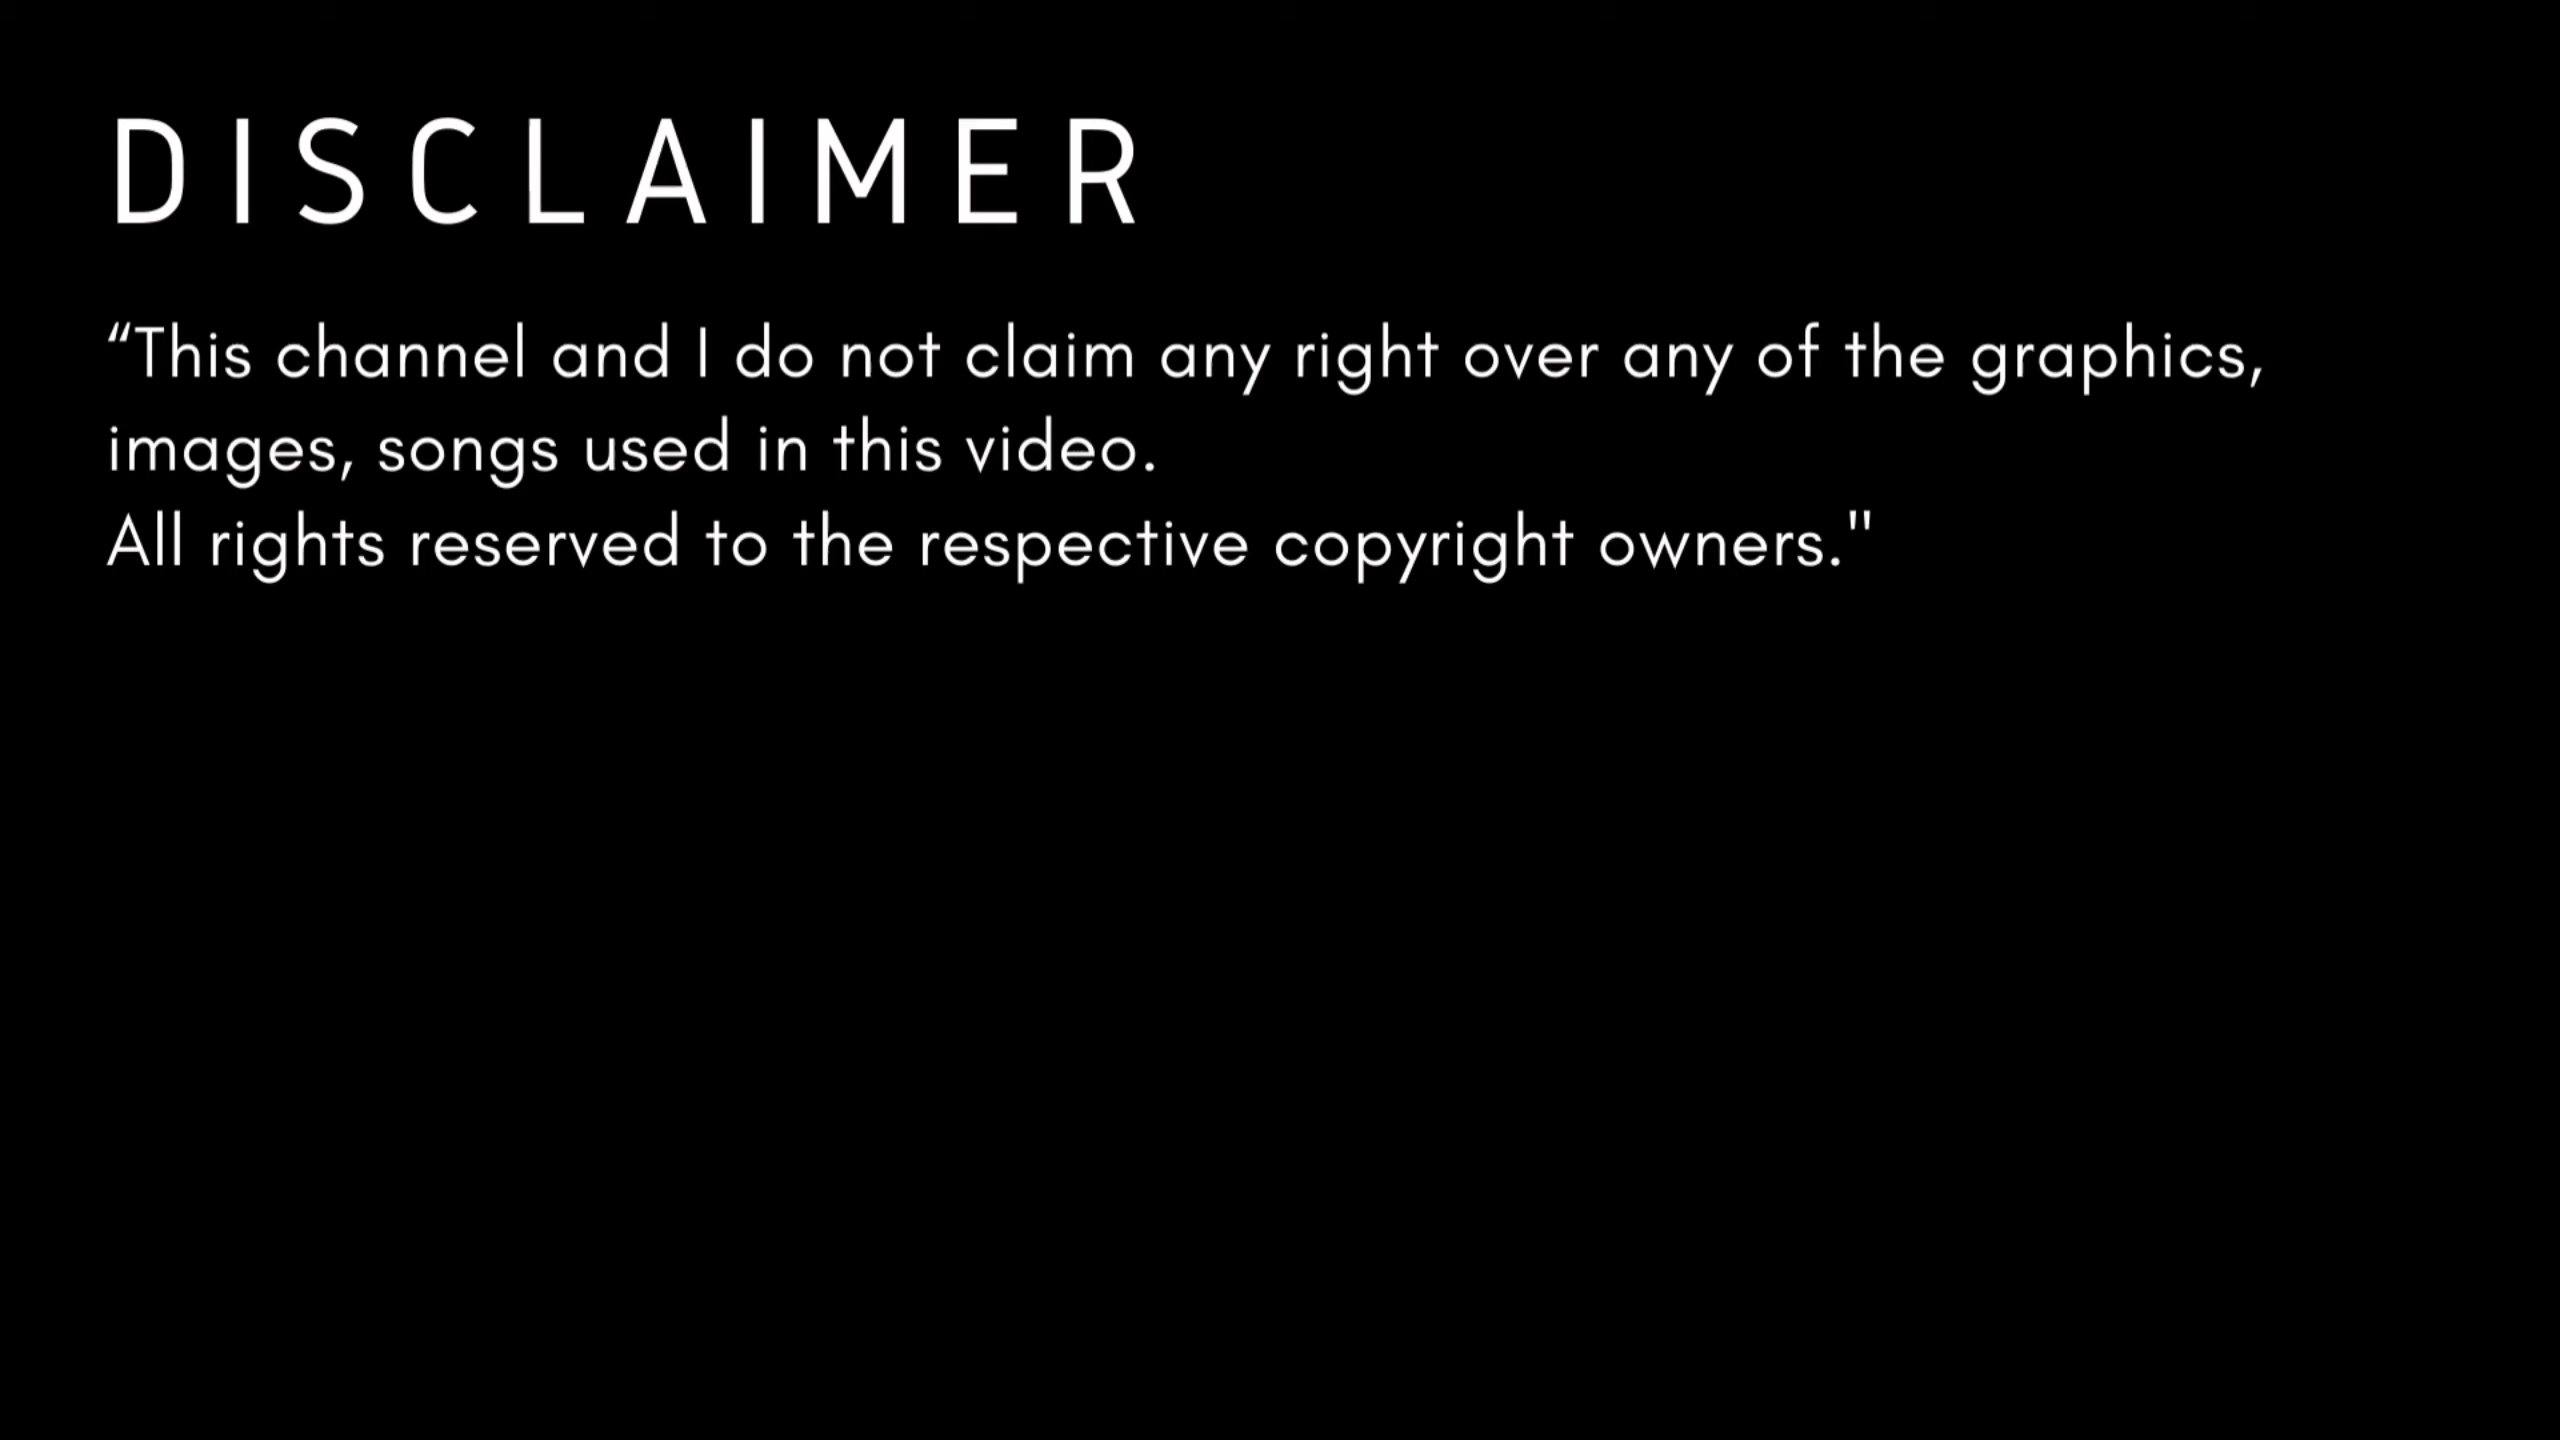 DISCLAIMER
“This channel and I do not claim any right over any of the graphics,
images, songs used in this video.
All rights reserved to the respective copyright owners."